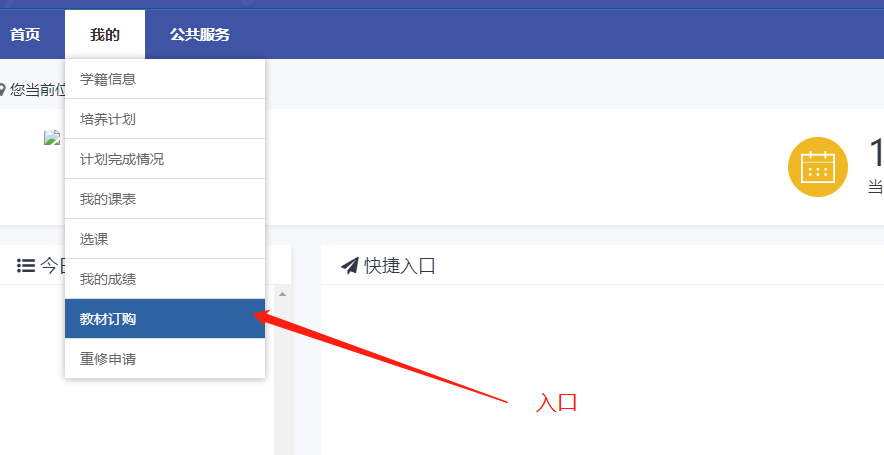 首页 我的 公共服务
学籍信息
您当前位
培养计划
1
计划完成情况
当
我的课表
选课
今日 快捷入口
我的成绩
教材订购
重修申请
入口